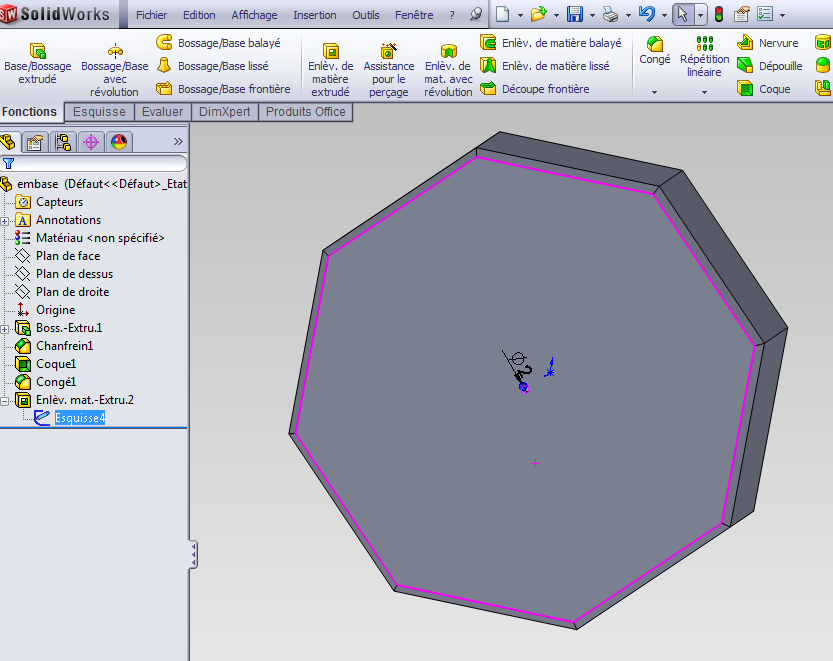 SolidWorks
Fichier Edition Affichage Insertion Outils Fenêtre ?
Base/Bossage extrudé
Bossage/Base avec révolution
Bossage/Base balayé
Bossage/Base lissé
Bossage/Base frontière
Enlèv. de matière extrudé
Assistance pour le perçage
Enlèv. de mat. avec révolution
Enlèv. de matière balayé
Enlèv. de matière lissé
Découpe frontière
Congé
Répétition linéaire
Nervure
Dépouille
Coque
Fonctions Esquisse Evaluer DimXpert Produits Office
embase (Défaut<<Défaut>_Etat
Capteurs
Annotations
Matériau <non spécifié>
Plan de face
Plan de dessus
Plan de droite
Origine
Boss.-Extru.1
Chanfrein1
Coque1
Congé1
Enlèv. mat.-Extru.2
Esquisse4
∅2